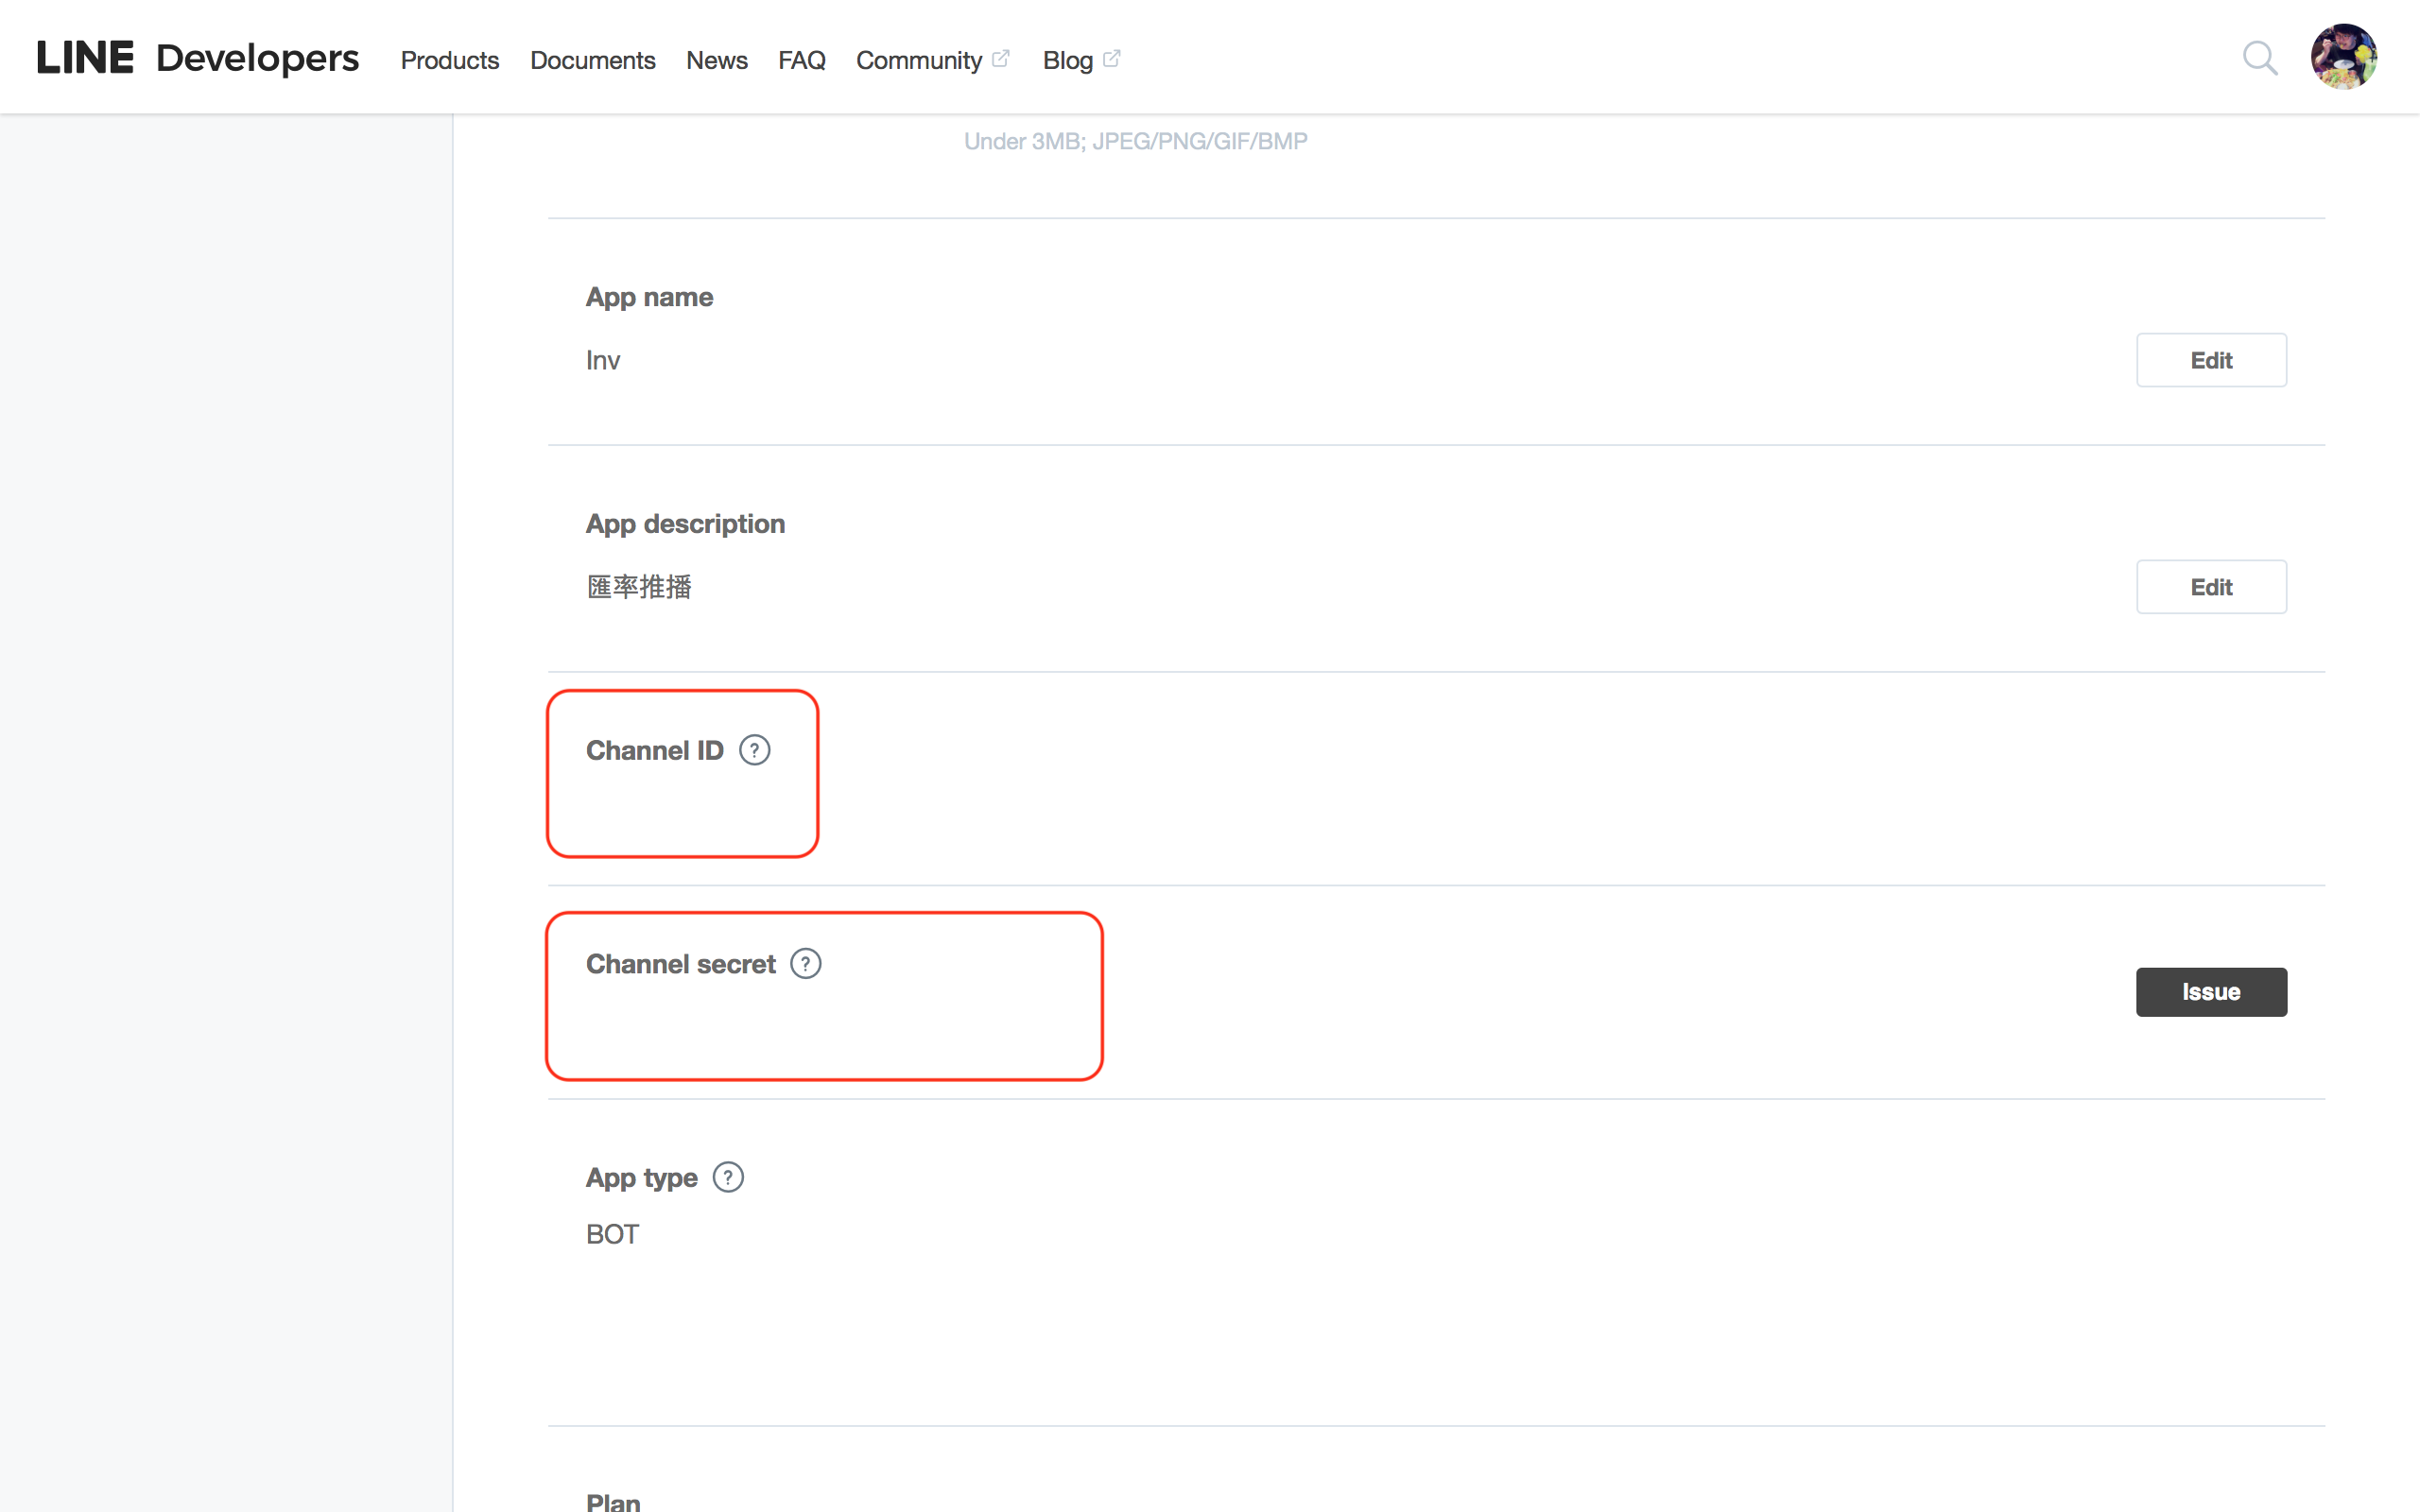 LINE Developers Products Documents News FAQ Community Blog
Under 3MB; JPEG/PNG/GIF/BMP
App name
Inv
Edit
App description
匯率推播
Edit
Channel ID ?
Channel secret ?
Issue
App type ?
BOT
Plan